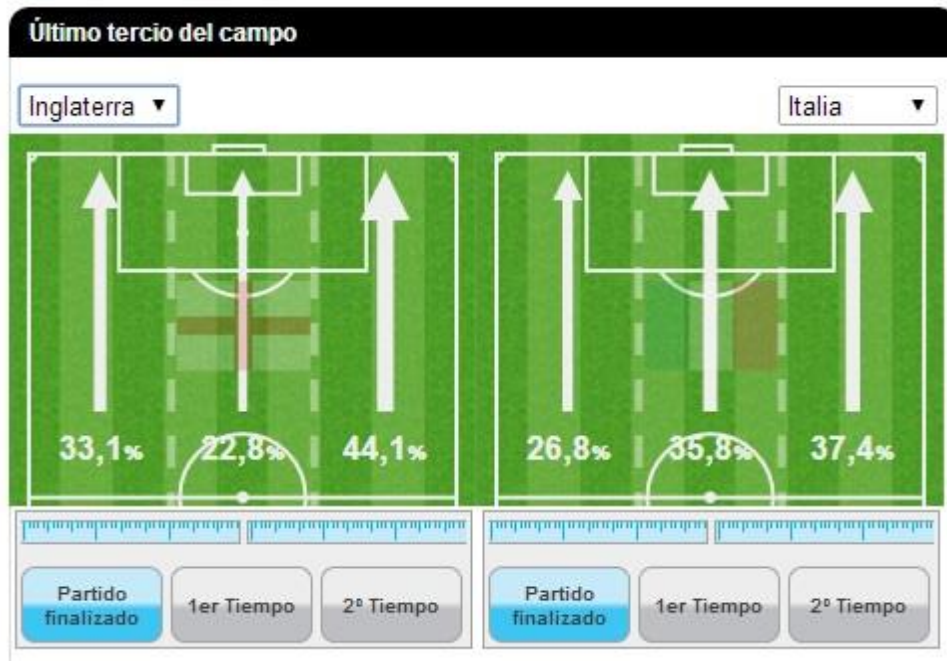 Último tercio del campo
Inglaterra
Italia
33,1% 22,8% 44,1%
26,8% 35,8% 37,4%
Partido finalizado
1er Tiempo
2º Tiempo
Partido finalizado
1er Tiempo
2º Tiempo